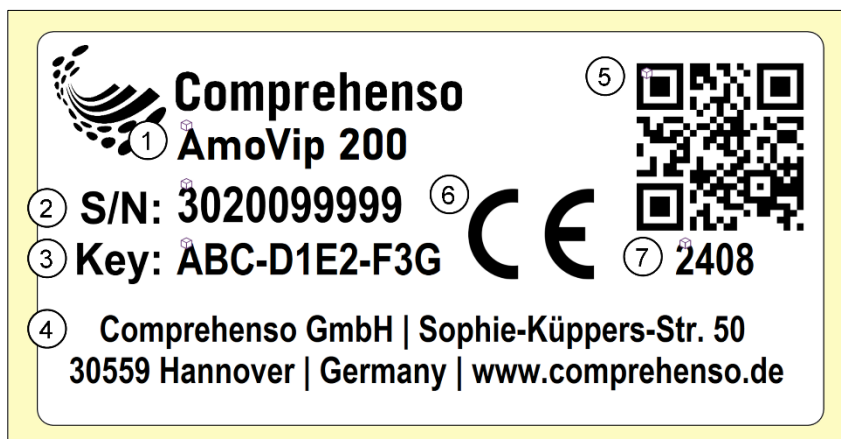 Comprehenso
1 AmoVip 200
5
2 S/N: 3020099999
6 CE
3 Key: ABC-D1E2-F3G
7 2408
4 Comprehenso GmbH | Sophie-Küppers-Str. 50
30559 Hannover | Germany | www.comprehenso.de